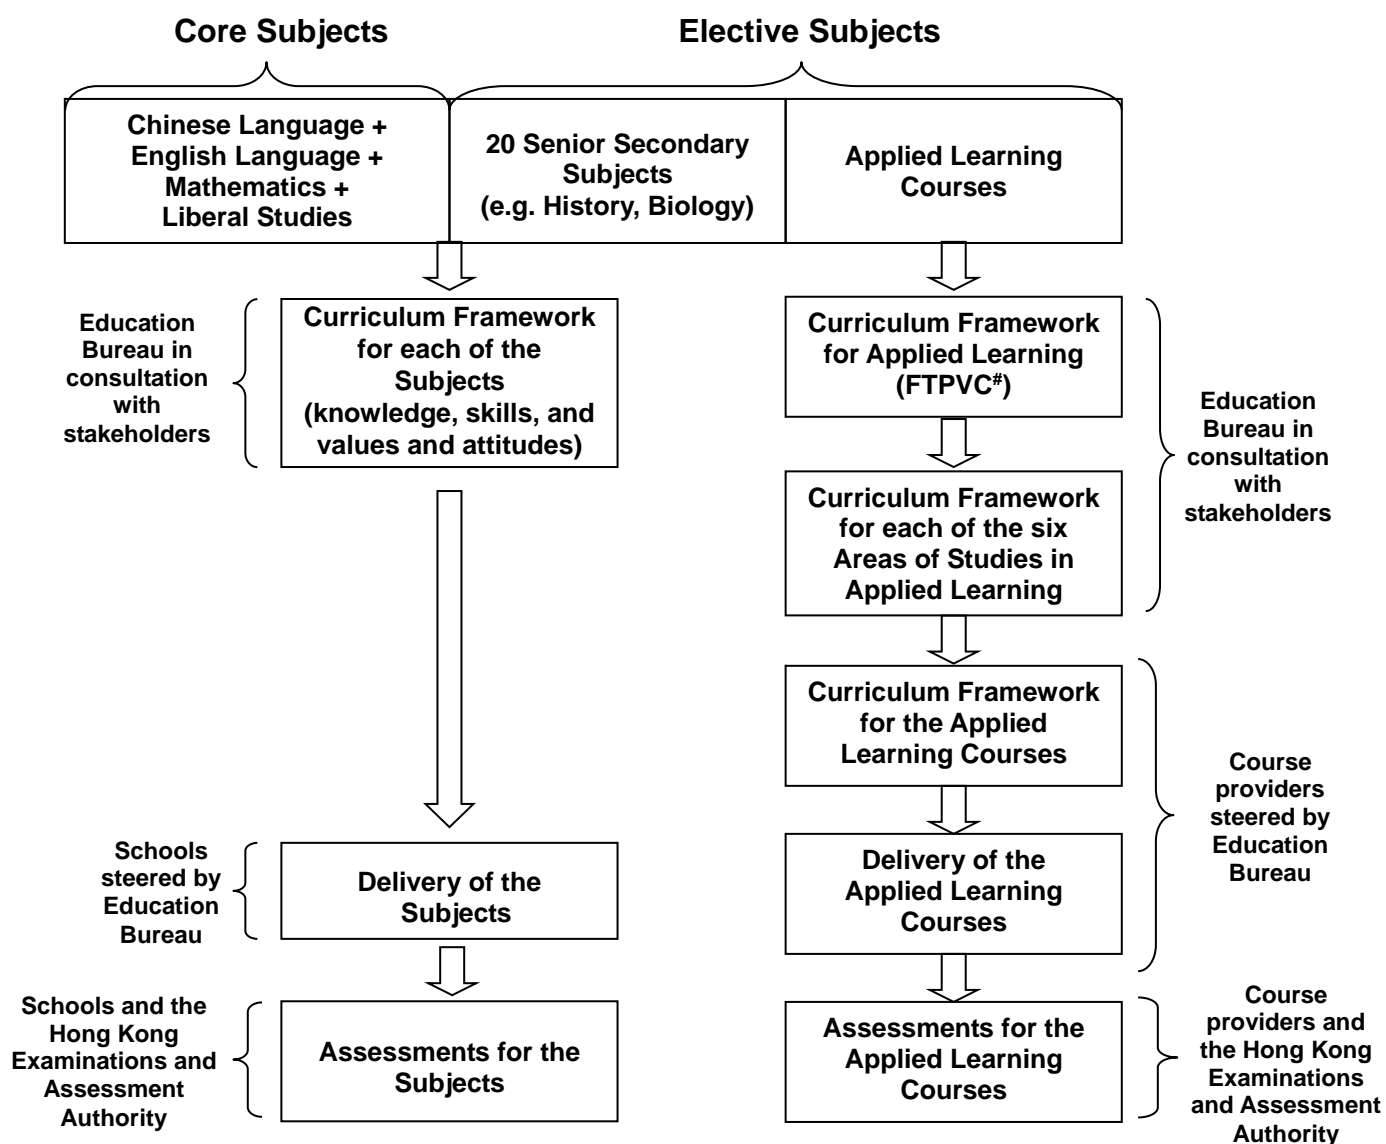 Core Subjects
Elective Subjects
Chinese Language +
English Language +
Mathematics +
Liberal Studies
20 Senior Secondary
Subjects
(e.g. History, Biology)
Applied Learning
Courses
Education
Bureau in
consultation
with
stakeholders
Curriculum Framework
for each of the
Subjects
(knowledge, skills, and
values and attitudes)
Curriculum Framework
for Applied Learning
(FTPVC#)
Education
Bureau in
consultation
with
stakeholders
Curriculum Framework
for each of the six
Areas of Studies in
Applied Learning
Curriculum Framework
for the Applied
Learning Courses
Course
providers
steered by
Education
Bureau
Schools
steered by
Education
Bureau
Delivery of the
Subjects
Delivery of the
Applied Learning
Courses
Schools and the
Hong Kong
Examinations and
Assessment
Authority
Assessments for the
Subjects
Assessments for the
Applied Learning
Courses
Course
providers and
the Hong Kong
Examinations
and Assessment
Authority